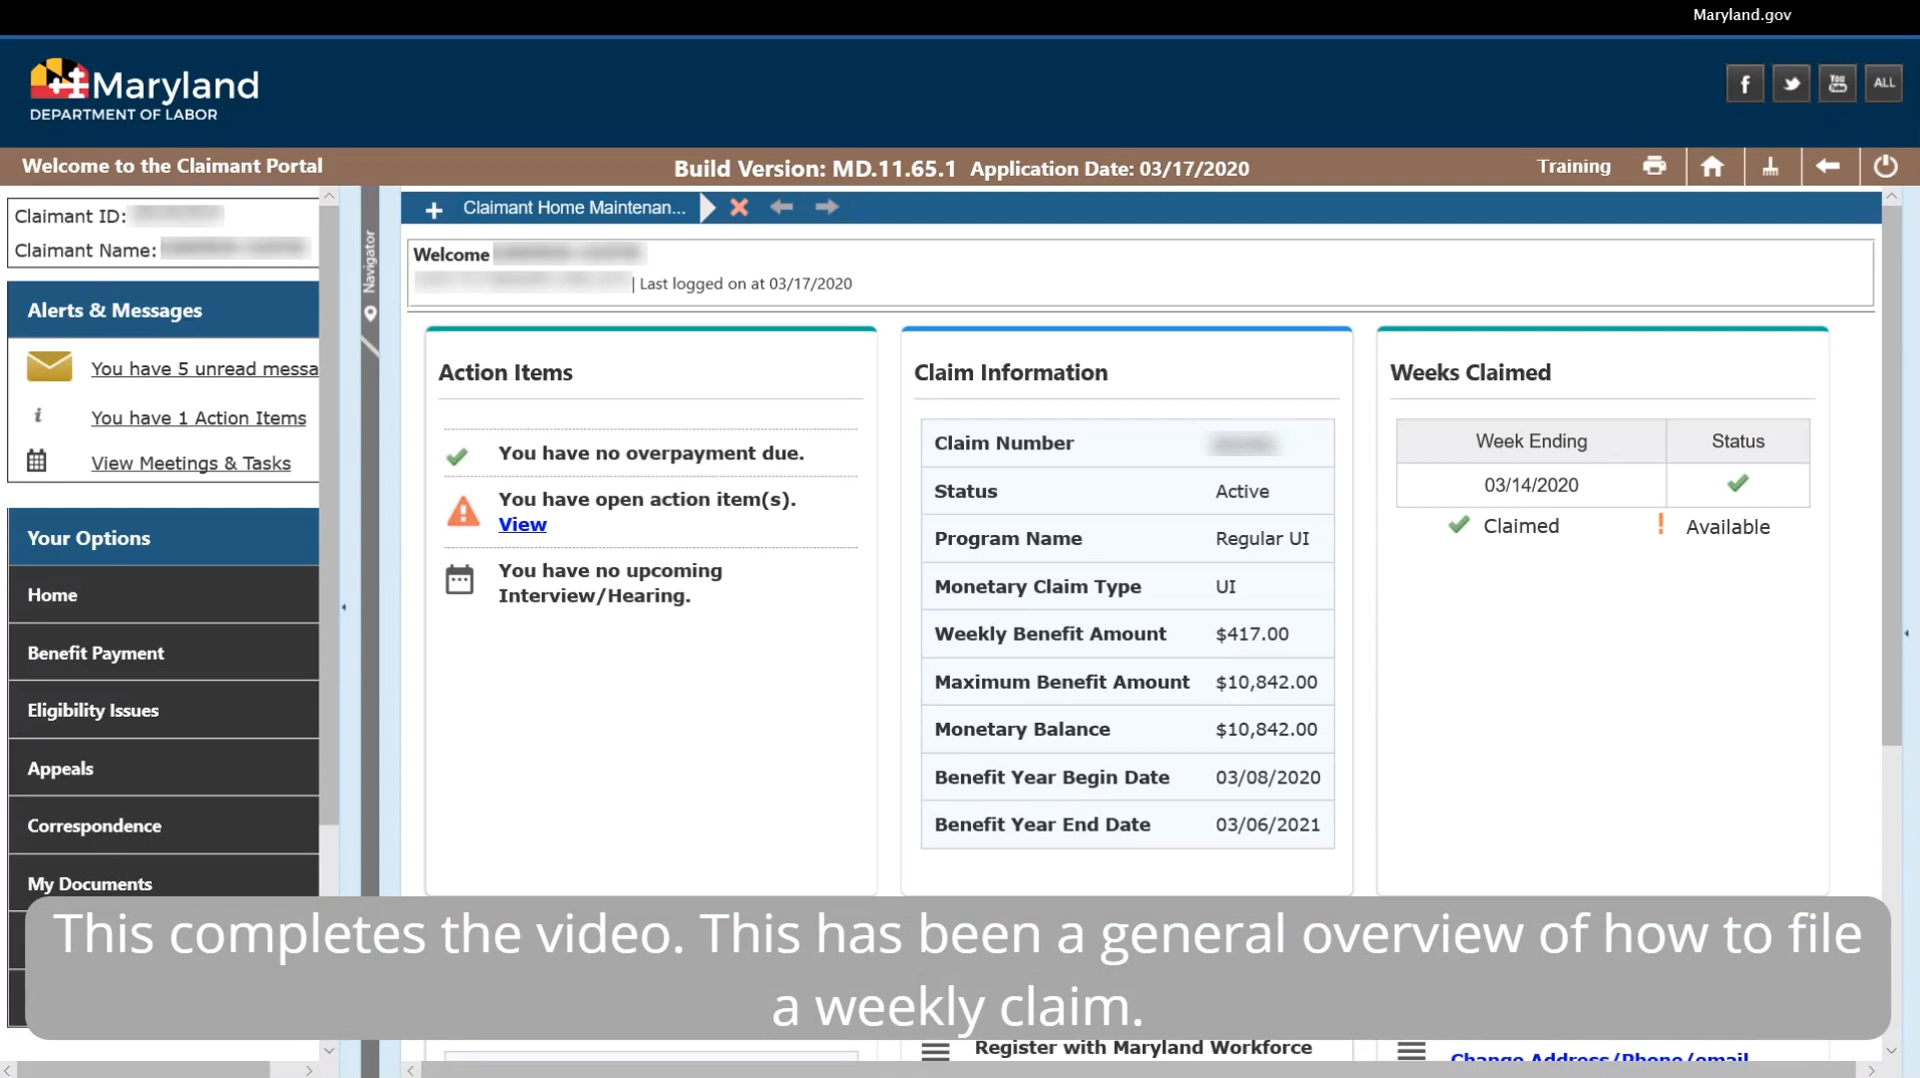 Maryland.gov
Maryland
DEPARTMENT OF LABOR
f
You
ALL
Welcome to the Claimant Portal
Build Version: MD.11.65.1 Application Date: 03/17/2020
Training
Claimant ID:
Claimant Name:
Alerts & Messages
You have 5 unread messa
You have 1 Action Items
View Meetings & Tasks
Your Options
Home
Benefit Payment
Eligibility Issues
Appeals
Correspondence
My Documents
Navigator
Claimant Home Maintenan...
Welcome
| Last logged on at 03/17/2020
Action Items
You have no overpayment due.
You have open action item(s).
View
You have no upcoming
Interview/Hearing.
Claim Information
Claim Number
Status Active
Program Name Regular UI
Monetary Claim Type UI
Weekly Benefit Amount $417.00
Maximum Benefit Amount $10,842.00
Monetary Balance $10,842.00
Benefit Year Begin Date 03/08/2020
Benefit Year End Date 03/06/2021
Weeks Claimed
Week Ending Status
03/14/2020
Claimed ! Available
This completes the video. This has been a general overview of how to file
a weekly claim.
Register with Maryland Workforce
Change Address/Phone/email